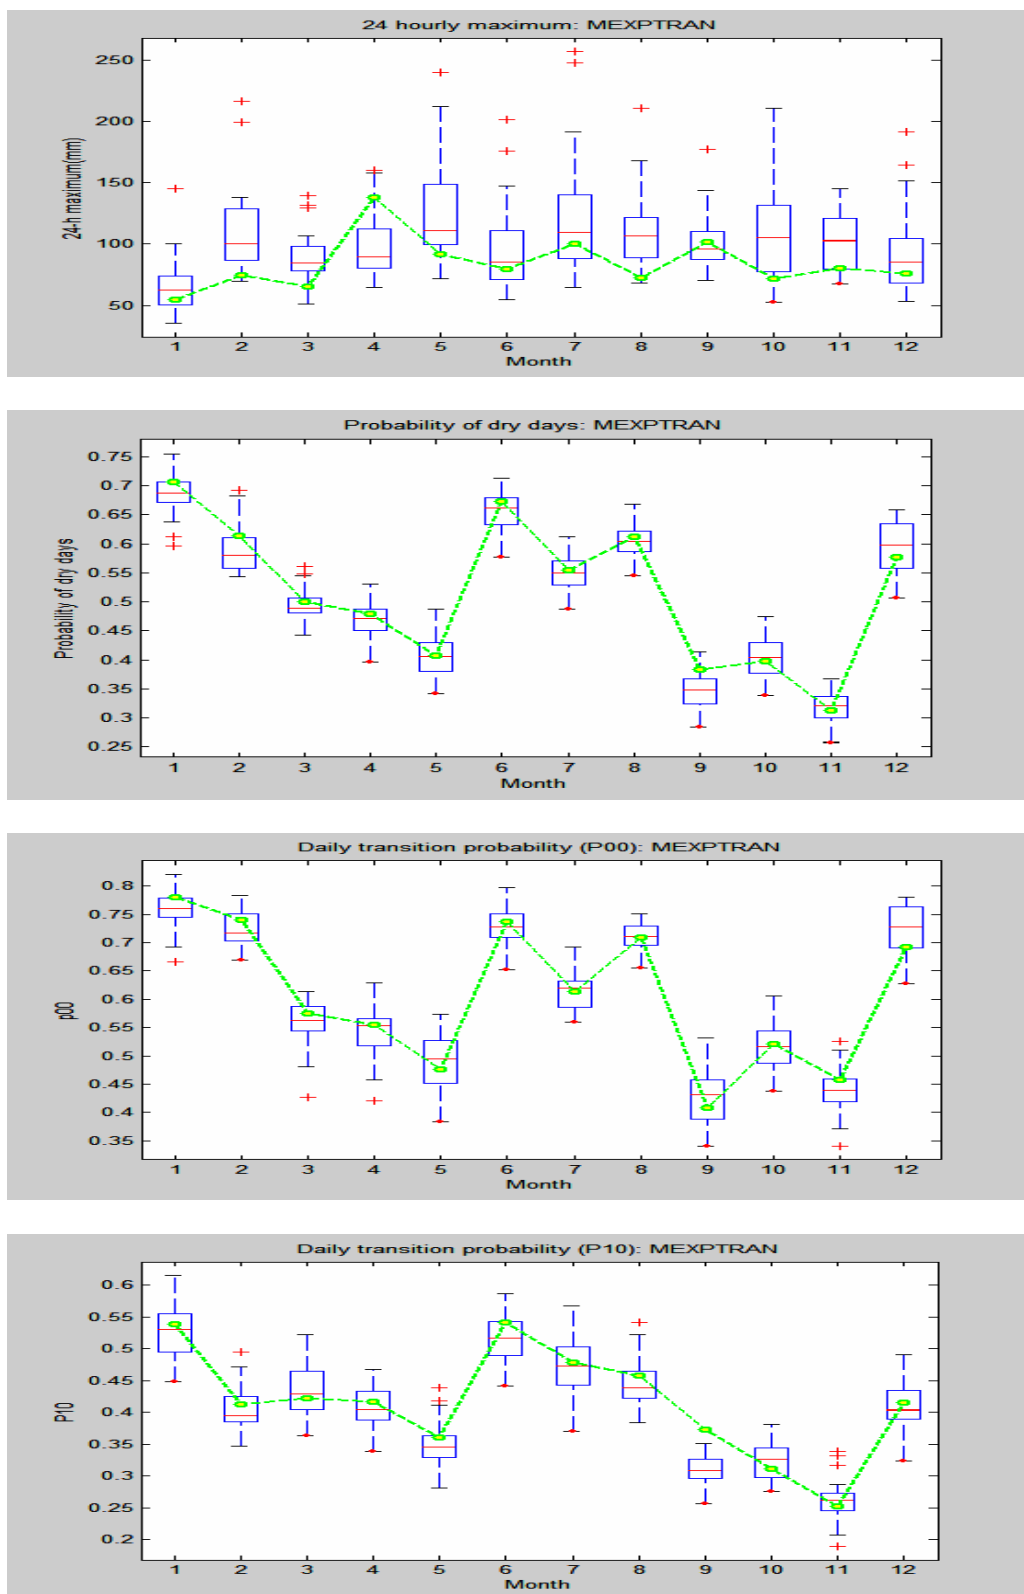 24 hourly maximum: MEXPTRAN
24-h maximum(mm)
250
200
150
100
50
1 2 3 4 5 6 7 8 9 10 11 12
Month
Probability of dry days: MEXPTRAN
Probability of dry days
0.75
0.7
0.65
0.6
0.55
0.5
0.45
0.4
0.35
0.3
0.25
1 2 3 4 5 6 7 8 9 10 11 12
Month
Daily transition probability (P00): MEXPTRAN
p00
0.8
0.75
0.7
0.65
0.6
0.55
0.5
0.45
0.4
0.35
1 2 3 4 5 6 7 8 9 10 11 12
Month
Daily transition probability (P10): MEXPTRAN
P10
0.6
0.55
0.5
0.45
0.4
0.35
0.3
0.25
0.2
1 2 3 4 5 6 7 8 9 10 11 12
Month